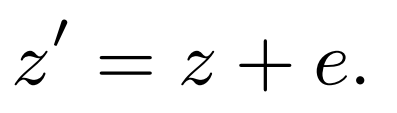 z′ = z + e.